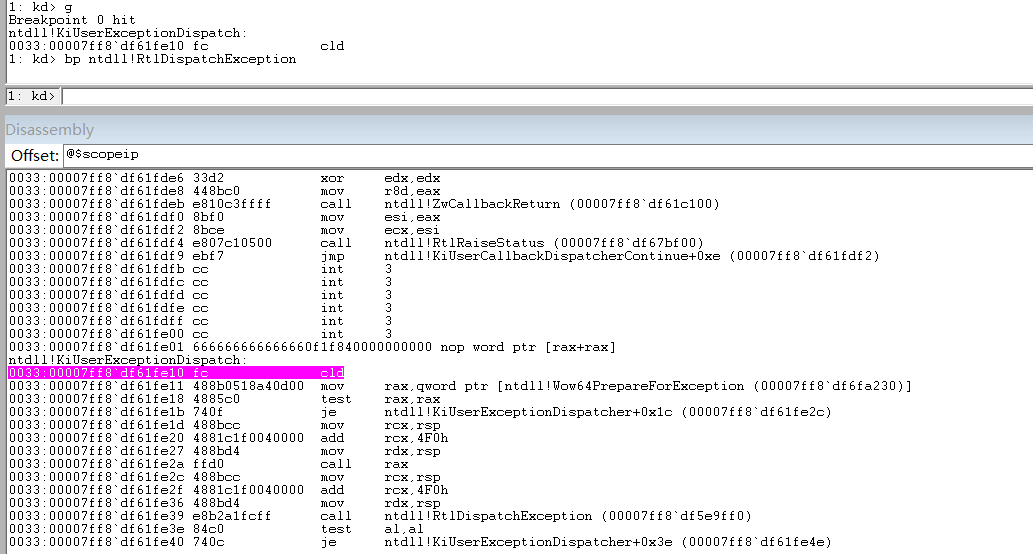 1: kd> g
Breakpoint 0 hit
ntdll!KiUserExceptionDispatch:
0033:00007ff8`df61fe10 fc              cld
1: kd> bp ntdll!RtlDispatchException
1: kd>
Disassembly
Offset: @$scopeip
0033:00007ff8`df61fde6 33d2            xor     edx,edx
0033:00007ff8`df61fde8 448bc0          mov     r8d,eax
0033:00007ff8`df61fdeb e810c3ffff      call    ntdll!ZwCallbackReturn (00007ff8`df61c100)
0033:00007ff8`df61fdf0 8bf0            mov     esi,eax
0033:00007ff8`df61fdf2 8bce            mov     ecx,esi
0033:00007ff8`df61fdf4 e807c10500      call    ntdll!RtlRaiseStatus (00007ff8`df67bf00)
0033:00007ff8`df61fdf9 ebf7            jmp     ntdll!KiUserCallbackDispatcherContinue+0xe (00007ff8`df61fdf2)
0033:00007ff8`df61fdfb cc              int     3
0033:00007ff8`df61fdfc cc              int     3
0033:00007ff8`df61fdfd cc              int     3
0033:00007ff8`df61fdfe cc              int     3
0033:00007ff8`df61fdff cc              int     3
0033:00007ff8`df61fe00 cc              int     3
0033:00007ff8`df61fe01 666666666666660f1f840000000000 nop word ptr [rax+rax]
ntdll!KiUserExceptionDispatch:
0033:00007ff8`df61fe10 fc              cld
0033:00007ff8`df61fe11 488b0518a40d00  mov     rax,qword ptr [ntdll!Wow64PrepareForException (00007ff8`df6fa230)]
0033:00007ff8`df61fe18 4885c0          test    rax,rax
0033:00007ff8`df61fe1b 740f            je      ntdll!KiUserExceptionDispatcher+0x1c (00007ff8`df61fe2c)
0033:00007ff8`df61fe1d 488bcc          mov     rcx,rsp
0033:00007ff8`df61fe20 4881c1f0040000  add     rcx,4F0h
0033:00007ff8`df61fe27 488bd4          mov     rdx,rsp
0033:00007ff8`df61fe2a ffd0            call    rax
0033:00007ff8`df61fe2c 488bcc          mov     rcx,rsp
0033:00007ff8`df61fe2f 4881c1f0040000  add     rcx,4F0h
0033:00007ff8`df61fe36 488bd4          mov     rdx,rsp
0033:00007ff8`df61fe39 e8b2a1fcff      call    ntdll!RtlDispatchException (00007ff8`df5e9ff0)
0033:00007ff8`df61fe3e 84c0            test    al,al
0033:00007ff8`df61fe40 740c            je      ntdll!KiUserExceptionDispatch+0x3e (00007ff8`df61fe4e)